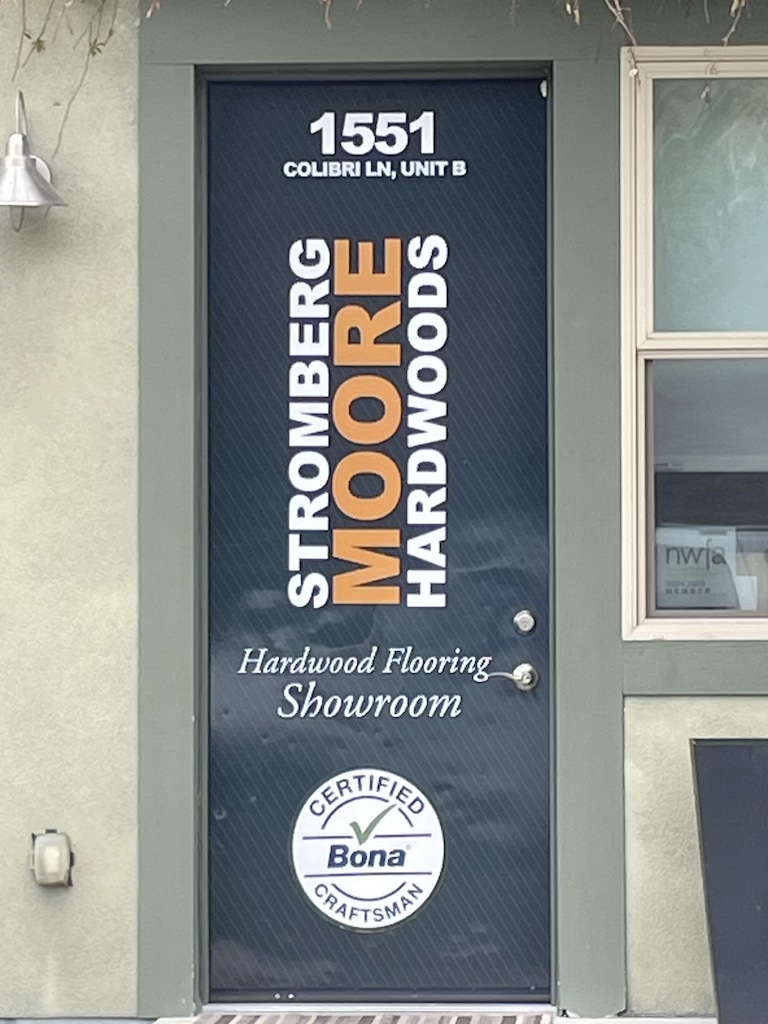 1551
COLIBRI LN, UNIT B
STROMBERG
MOORE
HARDWOODS
Hardwood Flooring
Showroom
CERTIFIED
Bona
CRAFTSMAN
nwfa
MEMBER